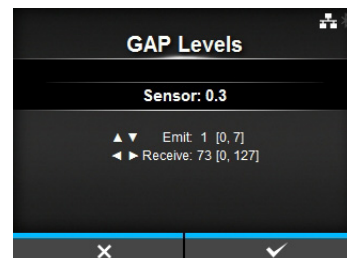 GAP Levels
Sensor: 0.3
▲ ▼ Emit: 1 [0, 7]
◄ ► Receive: 73 [0, 127]